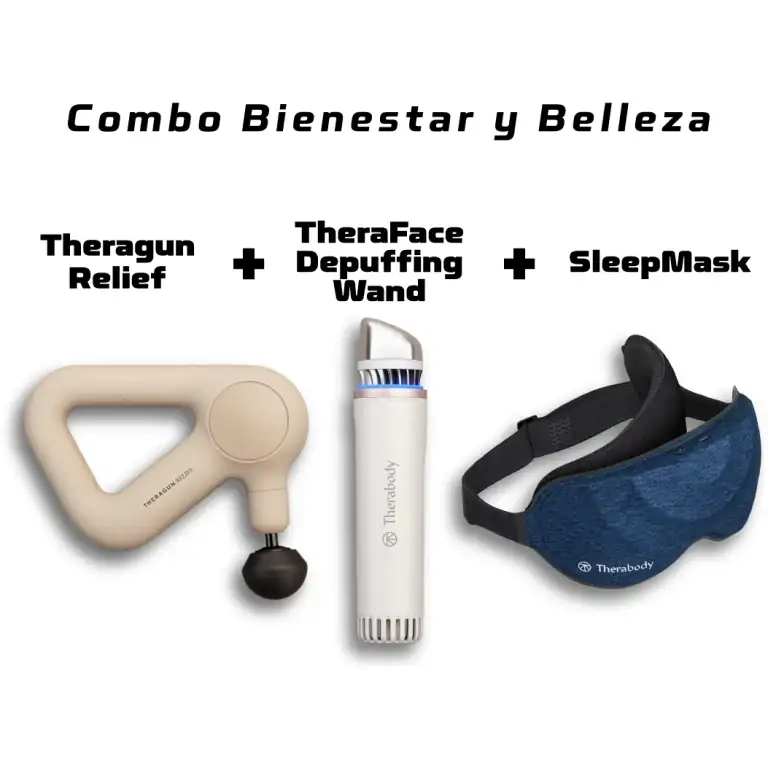 Combo Bienestar y Belleza
Theragun
Relief
+
TheraFace
Depuffing
Wand
+
SleepMask
THERAGUN RELIEF
Therabody
Therabody